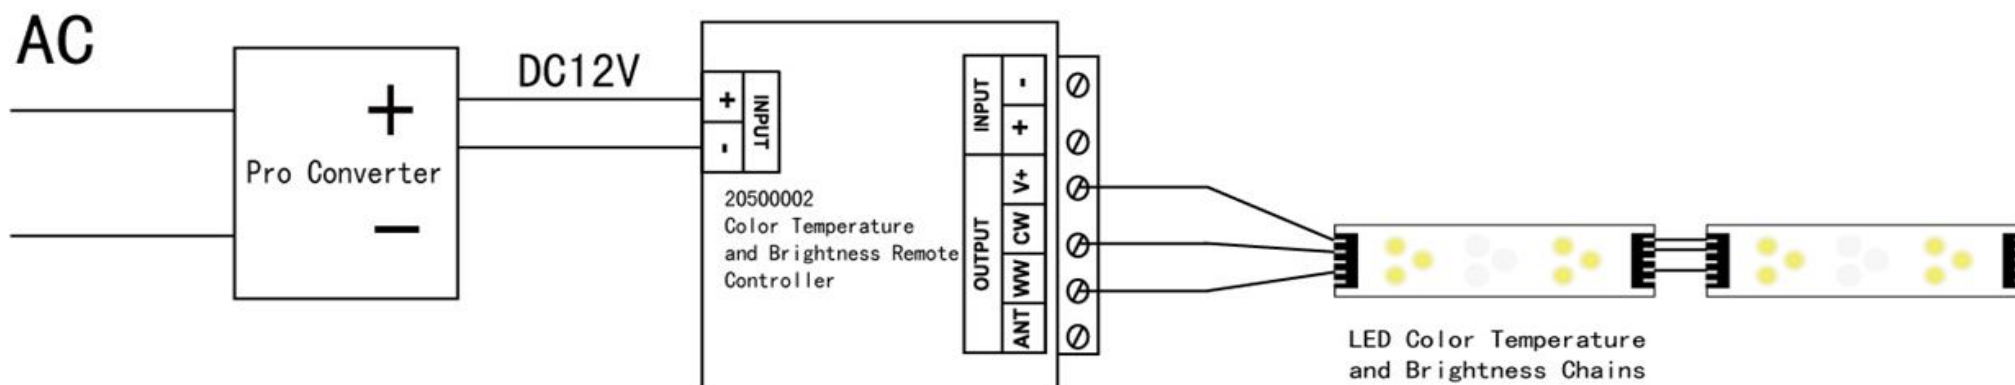 AC
+
Pro Converter
—
DC12V
+
-
INPUT
20500002
Color Temperature
and Brightness Remote
Controller
INPUT
-
+
OUTPUT
V+
CW
WW
ANT
LED Color Temperature
and Brightness Chains